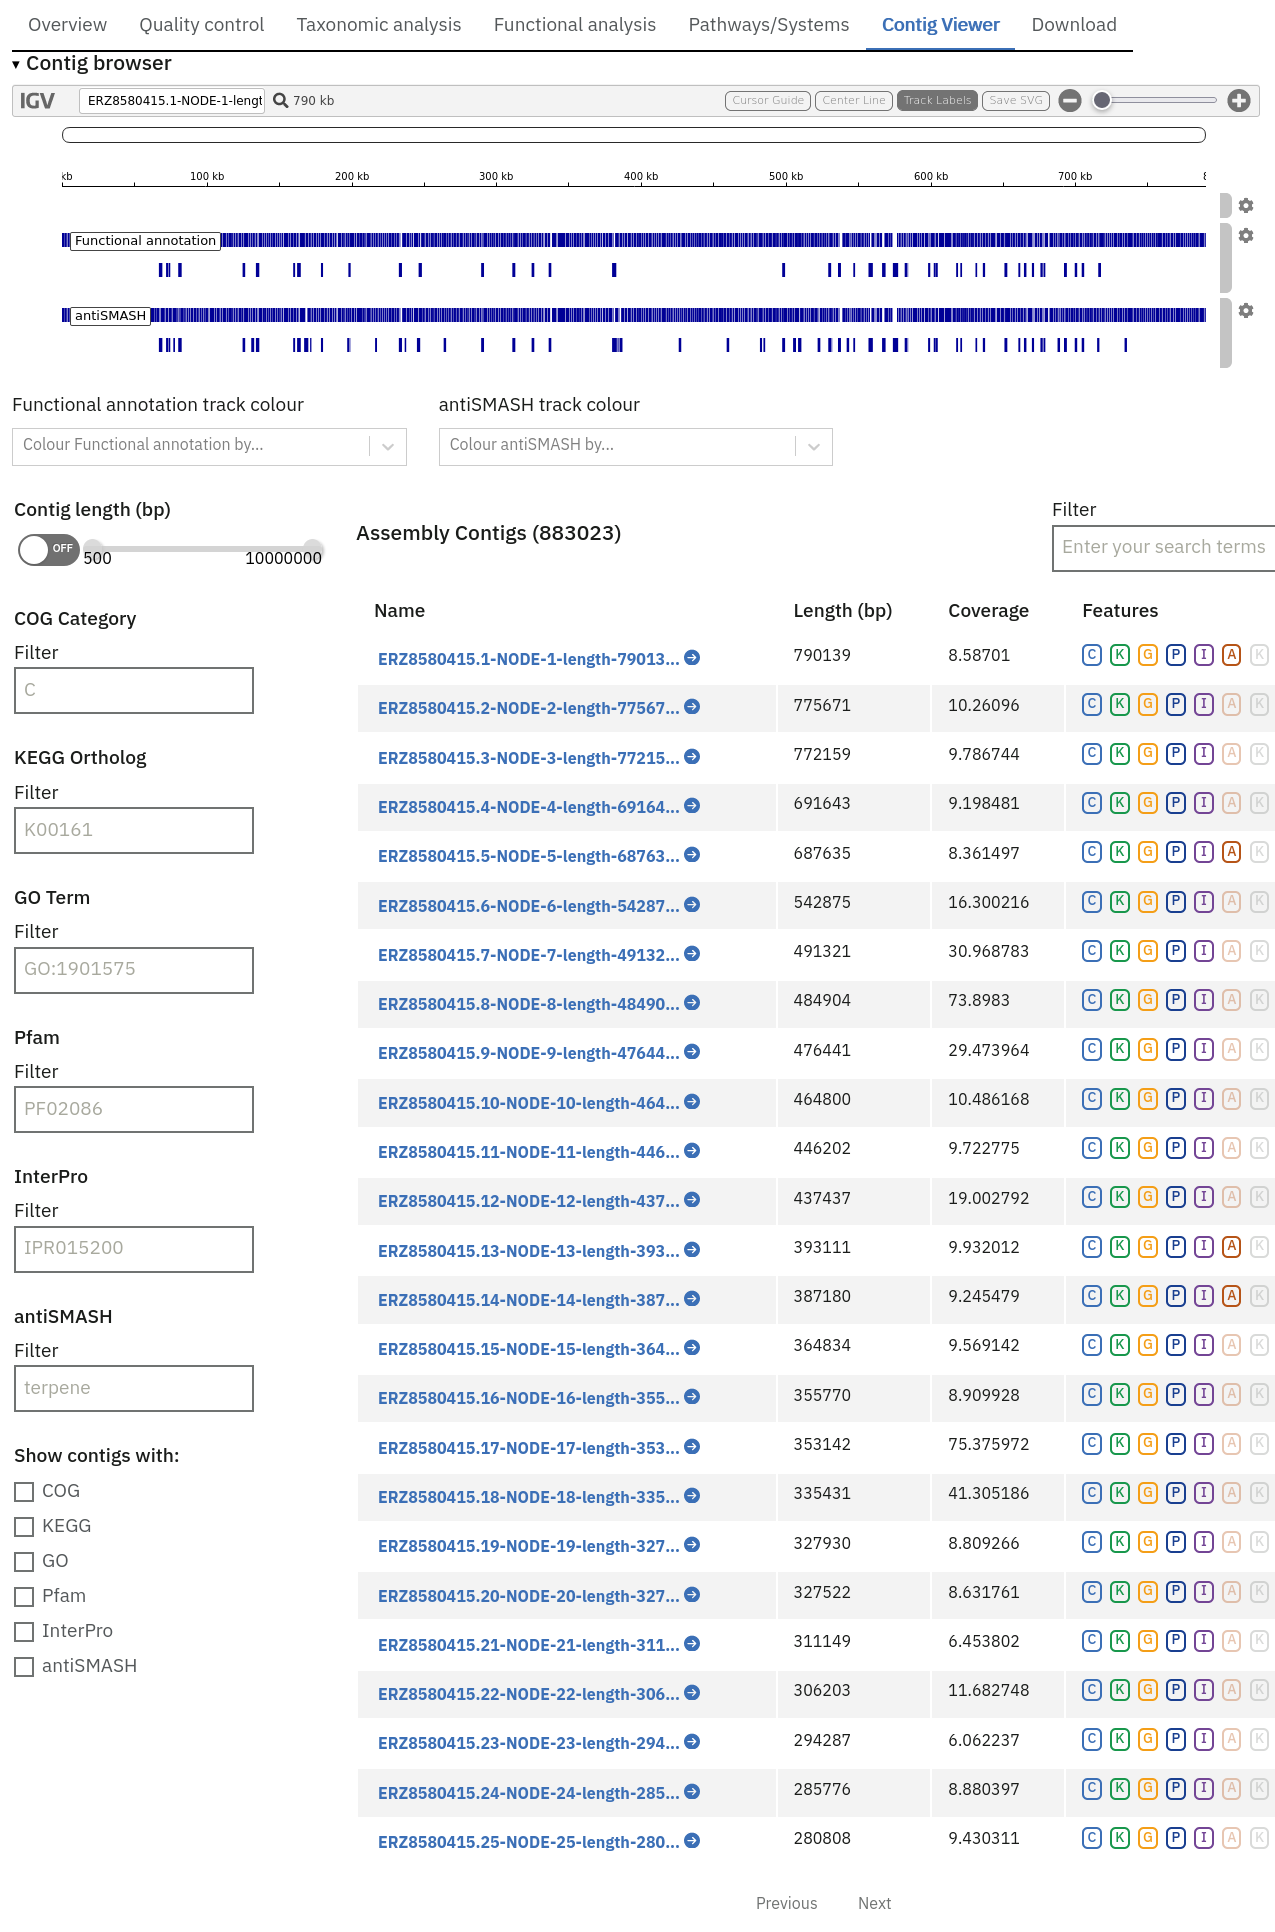 Overview Quality control Taxonomic analysis Functional analysis Pathways/Systems Contig Viewer Download
▾ Contig browser
IGV ERZ8580415.1-NODE-1-lengt 790 kb Cursor Guide Center Line Track Labels Save SVG
kb 100 kb 200 kb 300 kb 400 kb 500 kb 600 kb 700 kb
Functional annotation
antiSMASH
Functional annotation track colour antiSMASH track colour
Colour Functional annotation by... Colour antiSMASH by...
Contig length (bp)
OFF 500 10000000
COG Category
Filter
C
KEGG Ortholog
Filter
K00161
GO Term
Filter
GO:1901575
Pfam
Filter
PF02086
InterPro
Filter
IPR015200
antiSMASH
Filter
terpene
Show contigs with:
COG
KEGG
GO
Pfam
InterPro
antiSMASH
Assembly Contigs (883023)
Filter
Enter your search terms
Name Length (bp) Coverage Features
ERZ8580415.1-NODE-1-length-79013... 790139 8.58701 C K G P I A K
ERZ8580415.2-NODE-2-length-77567... 775671 10.26096 C K G P I A K
ERZ8580415.3-NODE-3-length-77215... 772159 9.786744 C K G P I A K
ERZ8580415.4-NODE-4-length-69164... 691643 9.198481 C K G P I A K
ERZ8580415.5-NODE-5-length-68763... 687635 8.361497 C K G P I A K
ERZ8580415.6-NODE-6-length-54287... 542875 16.300216 C K G P I A K
ERZ8580415.7-NODE-7-length-49132... 491321 30.968783 C K G P I A K
ERZ8580415.8-NODE-8-length-48490... 484904 73.8983 C K G P I A K
ERZ8580415.9-NODE-9-length-47644... 476441 29.473964 C K G P I A K
ERZ8580415.10-NODE-10-length-464... 464800 10.486168 C K G P I A K
ERZ8580415.11-NODE-11-length-446... 446202 9.722775 C K G P I A K
ERZ8580415.12-NODE-12-length-437... 437437 19.002792 C K G P I A K
ERZ8580415.13-NODE-13-length-393... 393111 9.932012 C K G P I A K
ERZ8580415.14-NODE-14-length-387... 387180 9.245479 C K G P I A K
ERZ8580415.15-NODE-15-length-364... 364834 9.569142 C K G P I A K
ERZ8580415.16-NODE-16-length-355... 355770 8.909928 C K G P I A K
ERZ8580415.17-NODE-17-length-353... 353142 75.375972 C K G P I A K
ERZ8580415.18-NODE-18-length-335... 335431 41.305186 C K G P I A K
ERZ8580415.19-NODE-19-length-327... 327930 8.809266 C K G P I A K
ERZ8580415.20-NODE-20-length-327... 327522 8.631761 C K G P I A K
ERZ8580415.21-NODE-21-length-311... 311149 6.453802 C K G P I A K
ERZ8580415.22-NODE-22-length-306... 306203 11.682748 C K G P I A K
ERZ8580415.23-NODE-23-length-294... 294287 6.062237 C K G P I A K
ERZ8580415.24-NODE-24-length-285... 285776 8.880397 C K G P I A K
ERZ8580415.25-NODE-25-length-280... 280808 9.430311 C K G P I A K
Previous Next